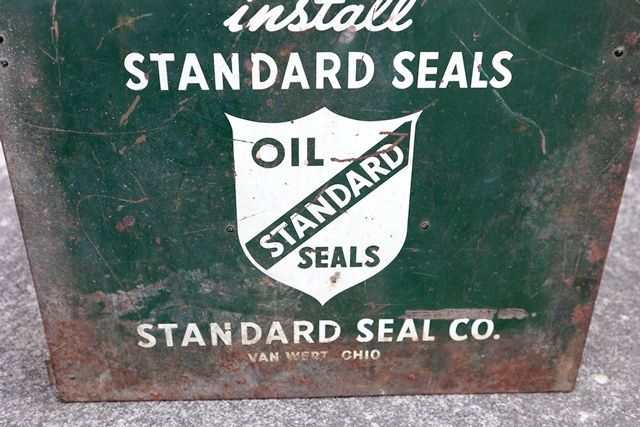 install
STANDARD SEALS
OIL
STANDARD
SEALS
STANDARD SEAL CO.
VAN WERT OHIO